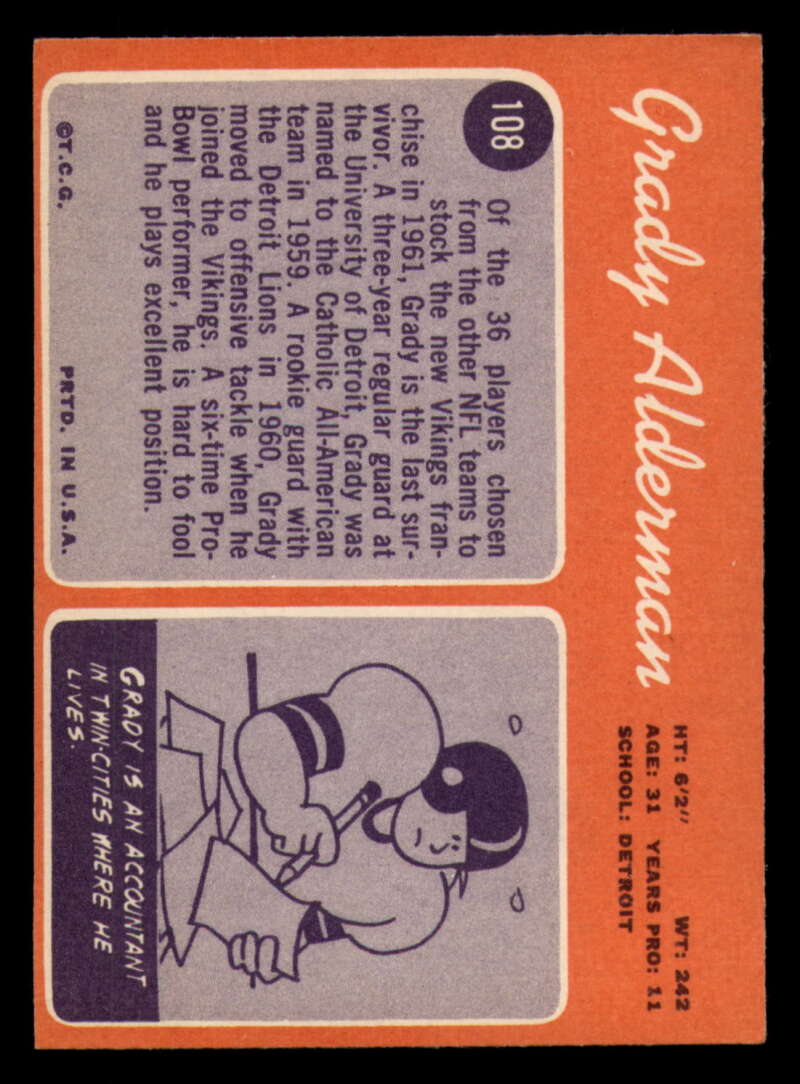 Grady Alderman
HT: 6'2" WT: 242
AGE: 31 YEARS PRO: 11
SCHOOL: DETROIT
108
Of the 36 players chosen
from the other NFL teams to
stock the new Vikings fran-
chise in 1961, Grady is the last sur-
vivor. A three-year regular guard at
the University of Detroit, Grady was
named to the Catholic All-American
team in 1959. A rookie guard with
the Detroit Lions in 1960, Grady
moved to offensive tackle when he
joined the Vikings. A six-time Pro-
Bowl performer, he is hard to fool
and he plays excellent position.
©T.C.G. PRTD. IN U.S.A.
GRADY IS AN ACCOUNTANT
IN TWIN-CITIES WHERE HE
LIVES.